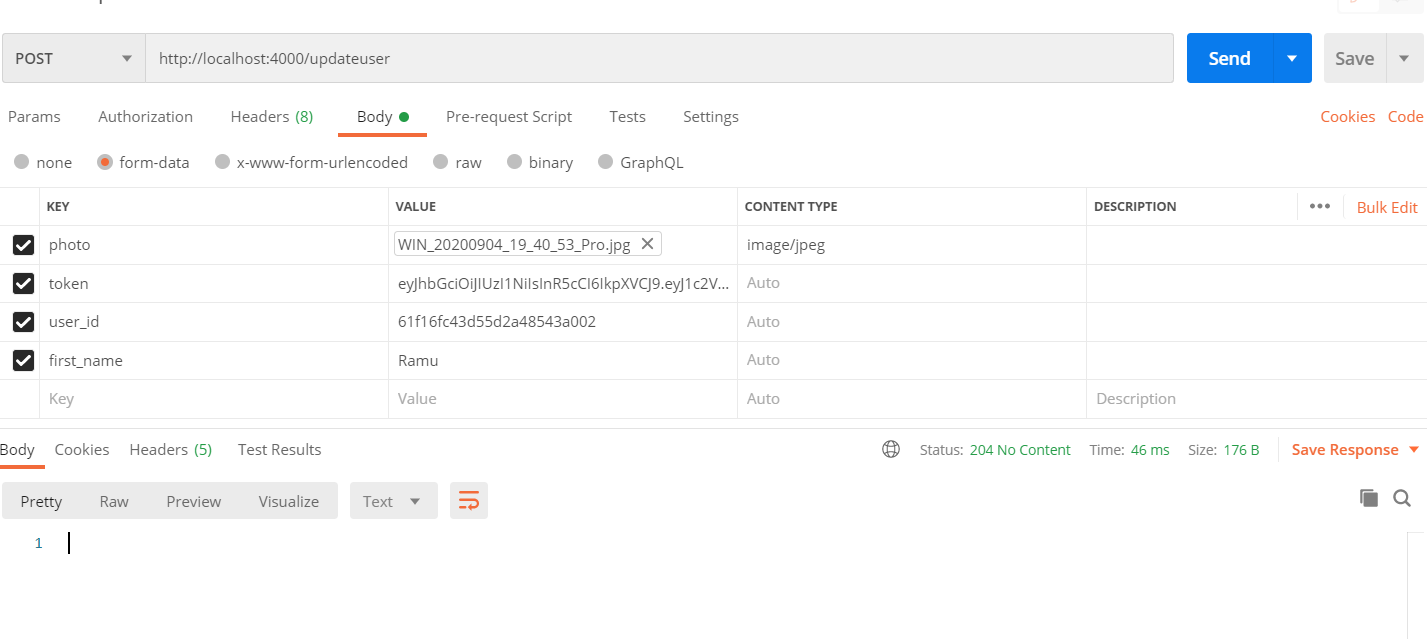 POST http://localhost:4000/updateuser Send Save
Params Authorization Headers (8) Body Pre-request Script Tests Settings Cookies Code
none form-data x-www-form-urlencoded raw binary GraphQL
KEY VALUE CONTENT TYPE DESCRIPTION ••• Bulk Edit
photo WIN_20200904_19_40_53_Pro.jpg image/jpeg
token eyJhbGciOiJIUzI1NiIsInR5cCI6IkpXVCJ9.eyJ1c2V... Auto
user_id 61f16fc43d55d2a48543a002 Auto
first_name Ramu Auto
Key Value Auto Description
Body Cookies Headers (5) Test Results Status: 204 No Content Time: 46 ms Size: 176 B Save Response
Pretty Raw Preview Visualize Text
1